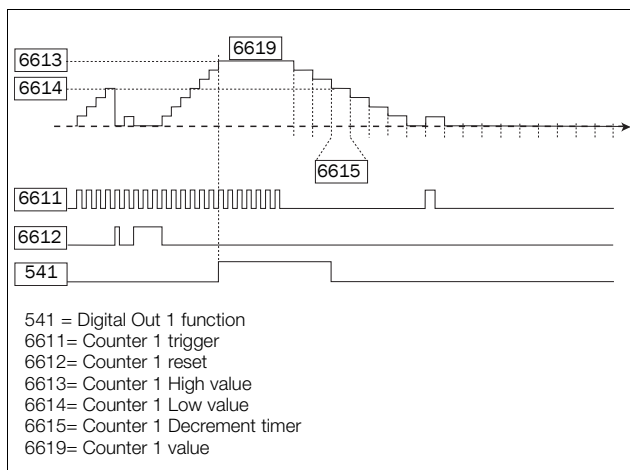 6619
6613
6614
6615
6611
6612
541
541 = Digital Out 1 function
6611= Counter 1 trigger
6612= Counter 1 reset
6613= Counter 1 High value
6614= Counter 1 Low value
6615= Counter 1 Decrement timer
6619= Counter 1 value